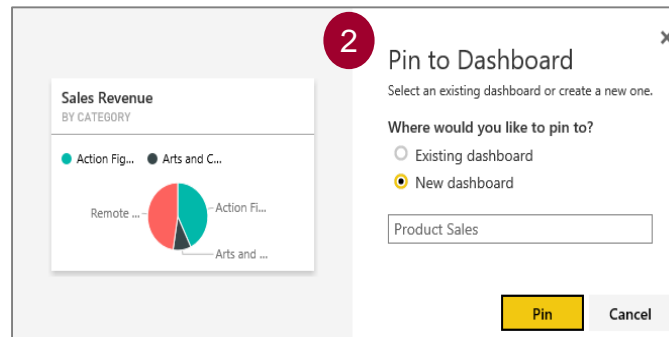 2
Sales Revenue
BY CATEGORY
Action Fig... Arts and C...
Remote ...
Action Fi...
Arts and ...
Pin to Dashboard
Select an existing dashboard or create a new one.
Where would you like to pin to?
Existing dashboard
New dashboard
Product Sales
Pin Cancel